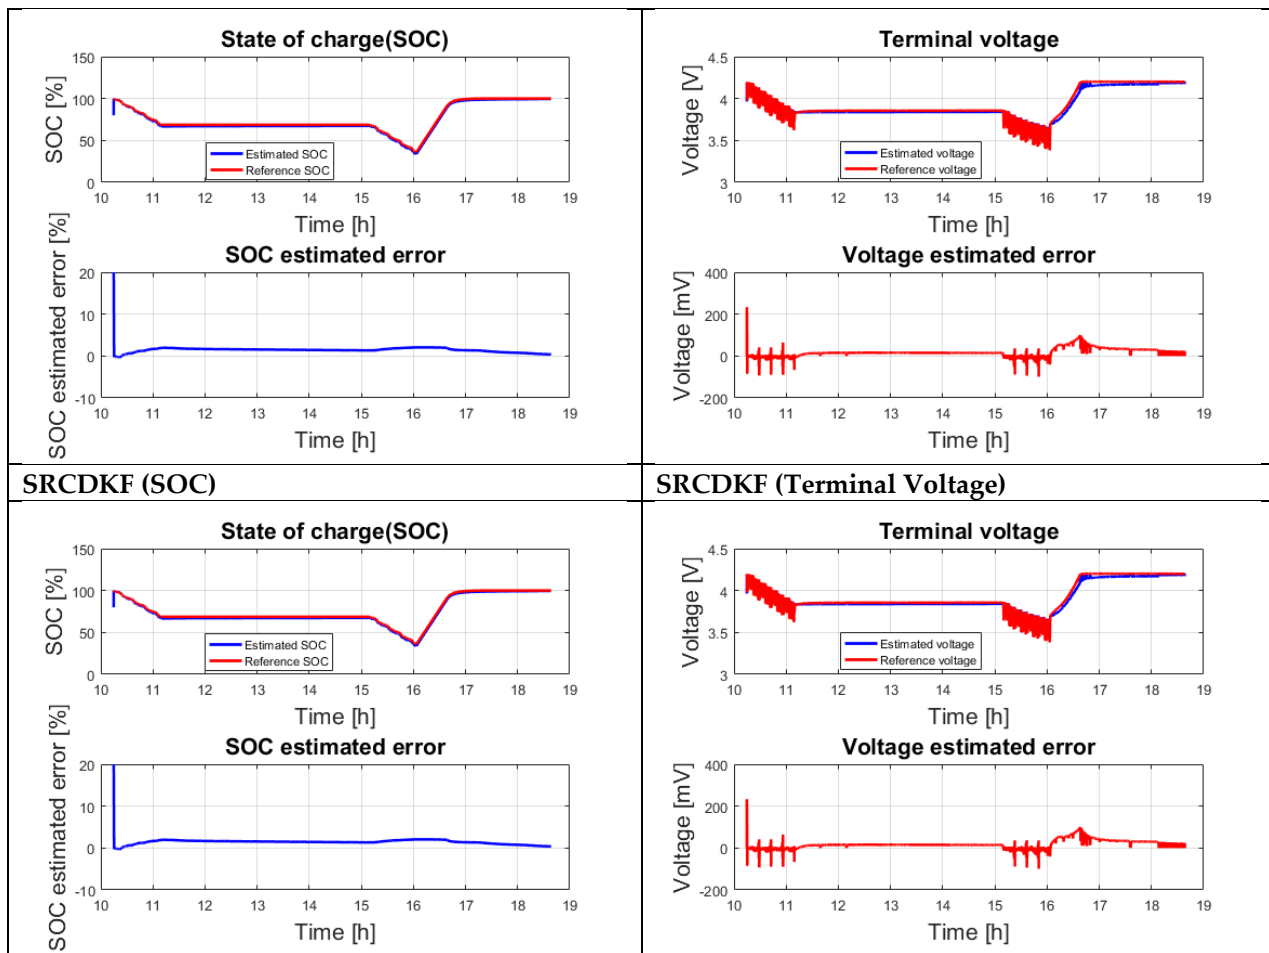 State of charge(SOC)
150
100
50
0
SOC [%]
Estimated SOC
Reference SOC
10 11 12 13 14 15 16 17 18 19
Time [h]
SOC estimated error
20
10
0
-10
SOC estimated error [%]
10 11 12 13 14 15 16 17 18 19
Time [h]
Terminal voltage
4.5
4
3.5
3
Voltage [V]
Estimated voltage
Reference voltage
10 11 12 13 14 15 16 17 18 19
Time [h]
Voltage estimated error
400
200
0
-200
Voltage [mV]
10 11 12 13 14 15 16 17 18 19
Time [h]
SRCDKF (SOC)
SRCDKF (Terminal Voltage)
State of charge(SOC)
150
100
50
0
SOC [%]
Estimated SOC
Reference SOC
10 11 12 13 14 15 16 17 18 19
Time [h]
SOC estimated error
20
10
0
-10
SOC estimated error [%]
10 11 12 13 14 15 16 17 18 19
Time [h]
Terminal voltage
4.5
4
3.5
3
Voltage [V]
Estimated voltage
Reference voltage
10 11 12 13 14 15 16 17 18 19
Time [h]
Voltage estimated error
400
200
0
-200
Voltage [mV]
10 11 12 13 14 15 16 17 18 19
Time [h]